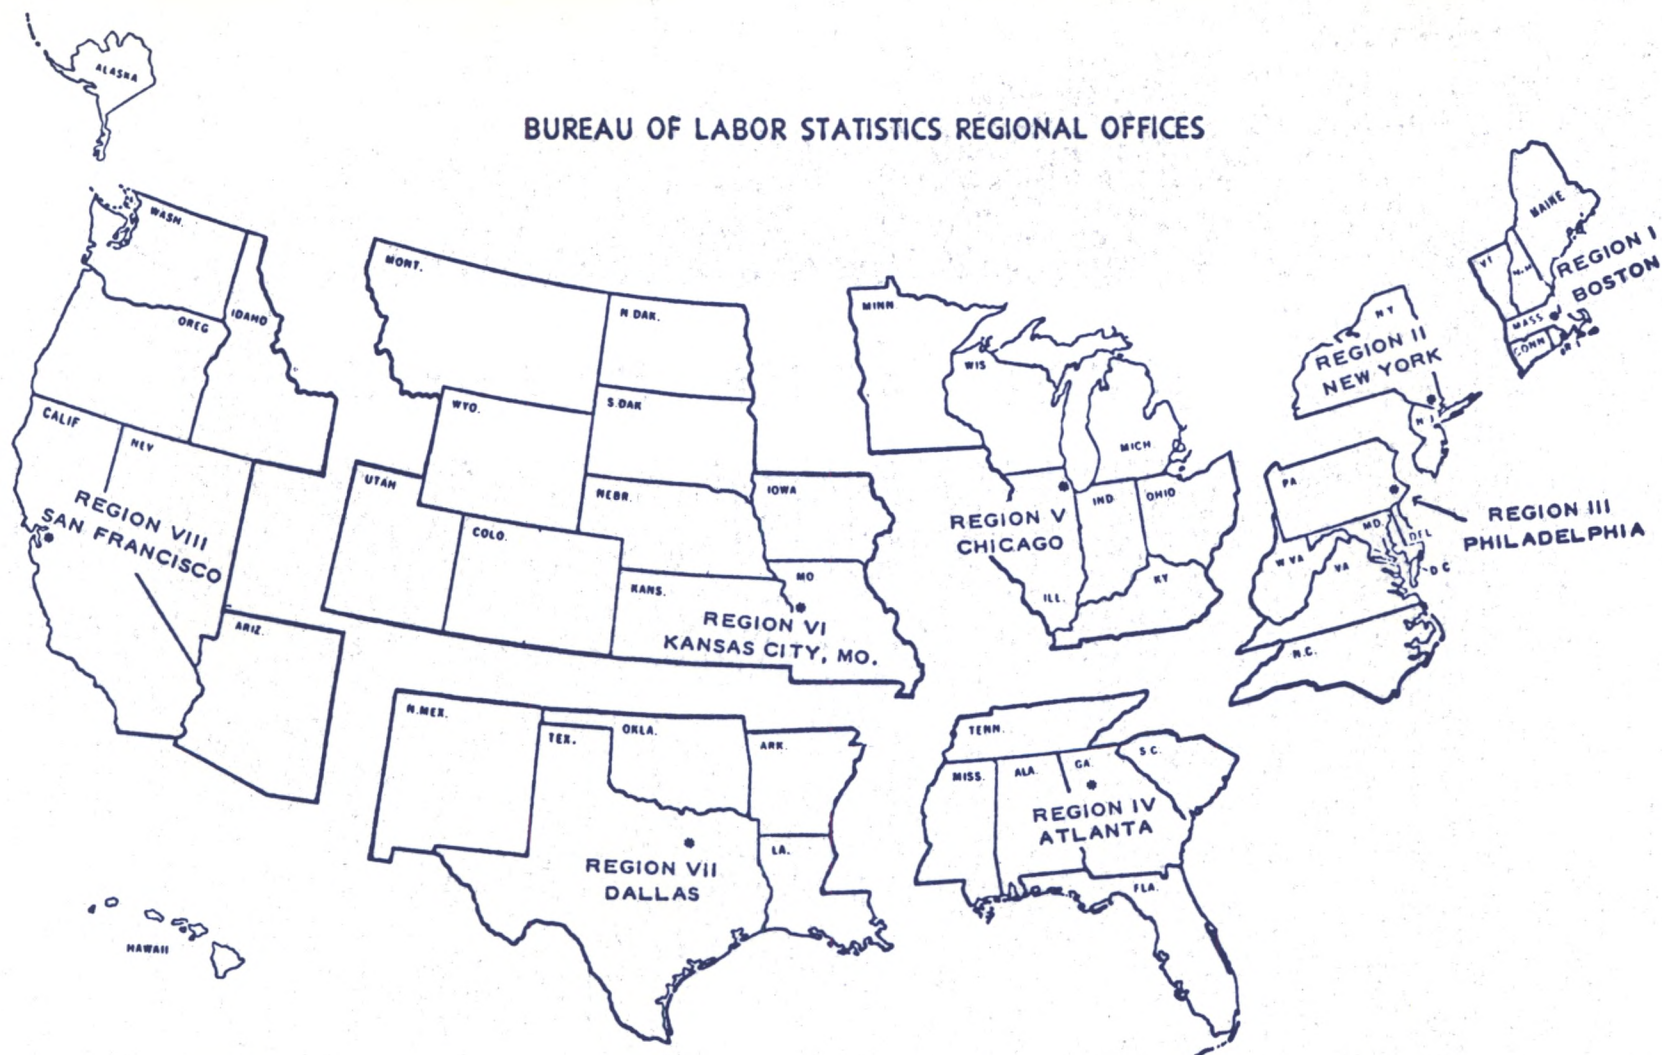 ALASKA
BUREAU OF LABOR STATISTICS REGIONAL OFFICES
WASH.
OREG
IDAHO
MONT.
N DAK.
S.DAK
WYO.
NEBR.
IOWA
UTAH
COLO.
KANS.
MO
REGION VI
KANSAS CITY, MO.
CALIF
NEV
REGION VIII
SAN FRANCISCO
ARIZ.
HAWAII
N.MEX.
TEX.
OKLA.
ARK.
LA.
REGION VII
DALLAS
MINN.
WIS
MICH
IND
OHIO
ILL.
KY
REGION V
CHICAGO
TENN.
MISS.
ALA.
GA.
S.C.
FLA.
REGION IV
ATLANTA
MAINE
VT
N.H
MASS
CONN
R I
REGION I
BOSTON
N Y
REGION II
NEW YORK
N J
PA
MD.
DEL
D C
W VA
VA
N.C.
REGION III
PHILADELPHIA